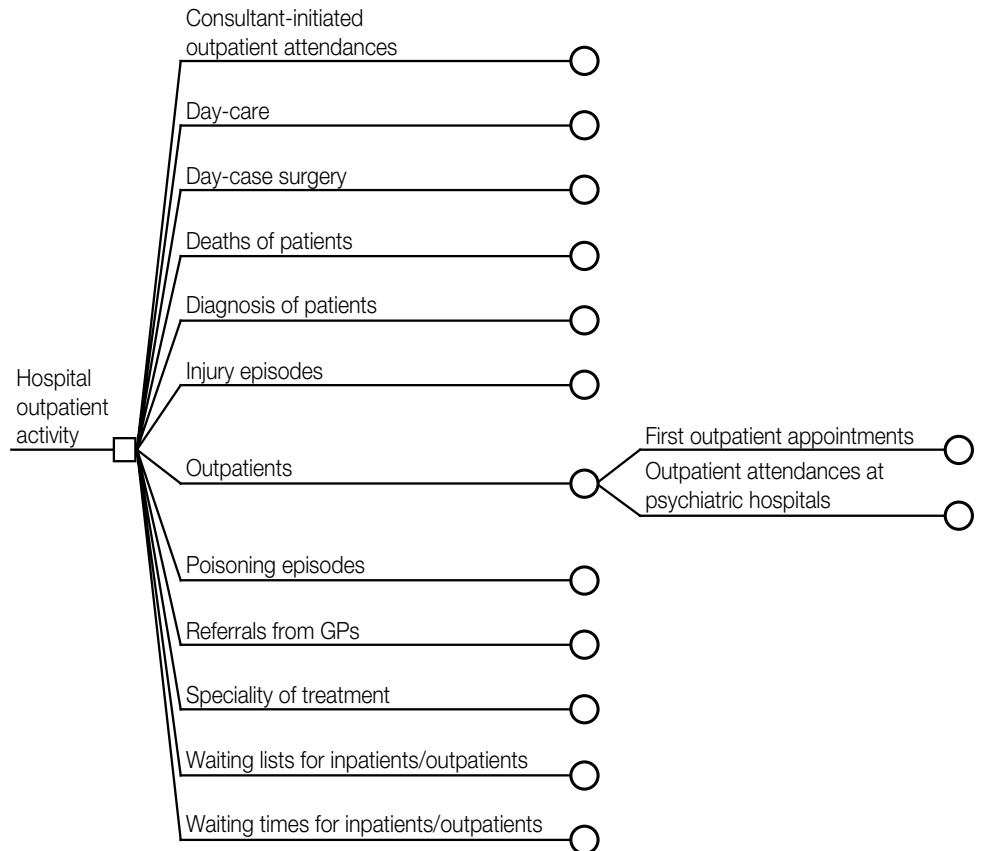 Consultant-initiated
outpatient attendances
Day-care
Day-case surgery
Deaths of patients
Diagnosis of patients
Injury episodes
Hospital
outpatient
activity
Outpatients
First outpatient appointments
Outpatient attendances at
psychiatric hospitals
Poisoning episodes
Referrals from GPs
Speciality of treatment
Waiting lists for inpatients/outpatients
Waiting times for inpatients/outpatients